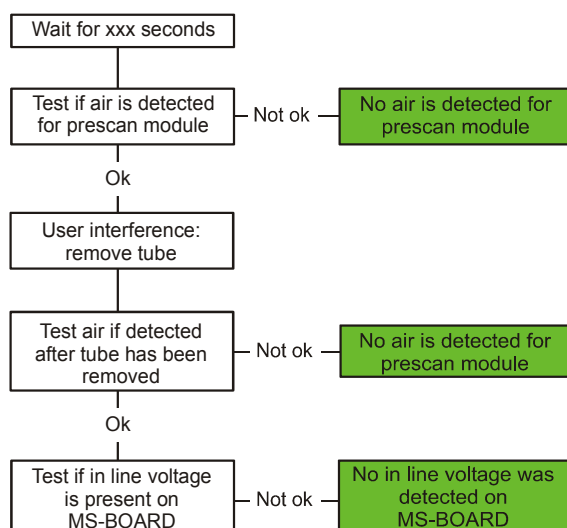 Wait for xxx seconds
Test if air is detected
for prescan module
Not ok
No air is detected for
prescan module
Ok
User interference:
remove tube
Test air if detected
after tube has been
removed
Not ok
No air is detected for
prescan module
Ok
Test if in line voltage
is present on
MS-BOARD
Not ok
No in line voltage was
detected on
MS-BOARD